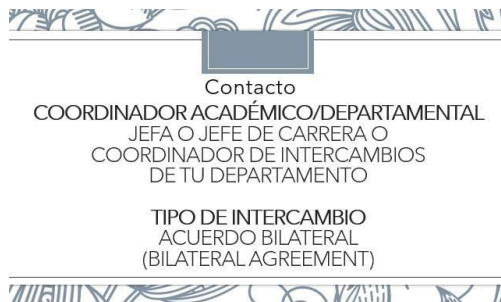 Contacto
COORDINADOR ACADÉMICO/DEPARTAMENTAL
JEFA O JEFE DE CARRERA O
COORDINADOR DE INTERCAMBIOS
DE TU DEPARTAMENTO
TIPO DE INTERCAMBIO
ACUERDO BILATERAL
(BILATERAL AGREEMENT)